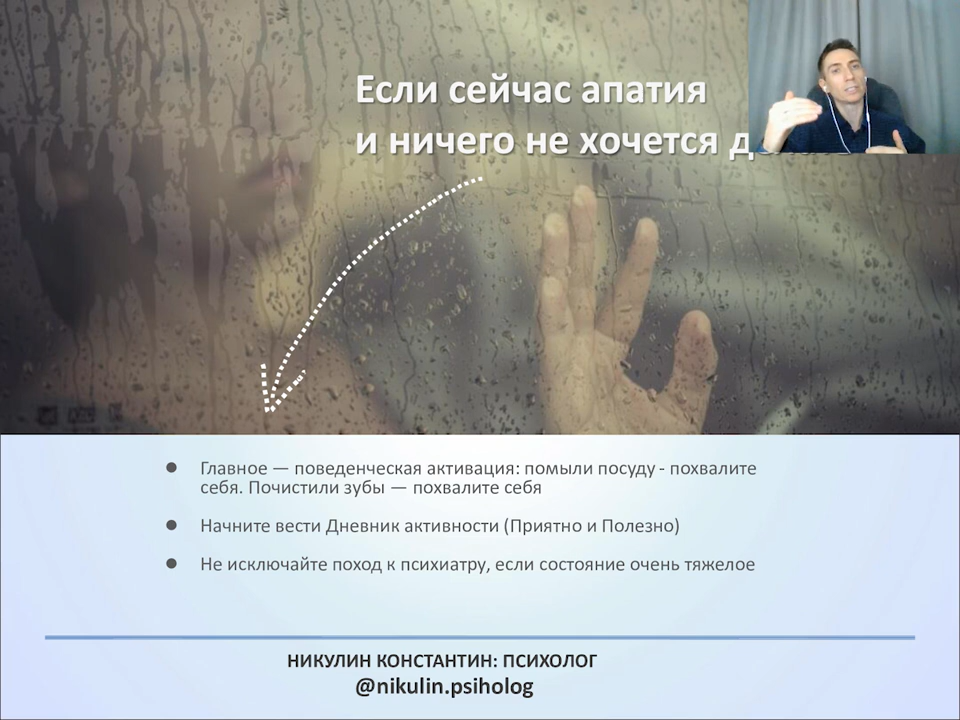 Если сейчас апатия
и ничего не хочется
Главное — поведенческая активация: помыли посуду - похвалите
себя. Почистили зубы — похвалите себя
Начните вести Дневник активности (Приятно и Полезно)
Не исключайте поход к психиатру, если состояние очень тяжелое
НИКУЛИН КОНСТАНТИН: ПСИХОЛОГ
@nikulin.psiholog